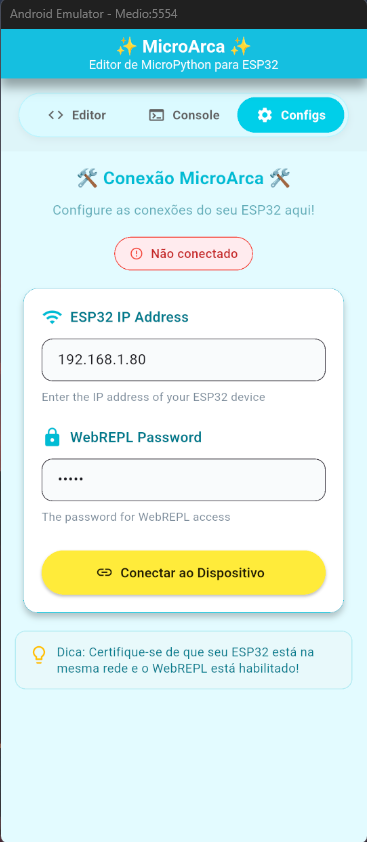 Android Emulator - Medio:5554
✨ MicroArca ✨
Editor de MicroPython para ESP32
Editor
Console
Configs
🛠️ Conexão MicroArca 🛠️
Configure as conexões do seu ESP32 aqui!
Não conectado
ESP32 IP Address
192.168.1.80
Enter the IP address of your ESP32 device
WebREPL Password
•••••
The password for WebREPL access
Conectar ao Dispositivo
Dica: Certifique-se de que seu ESP32 está na
mesma rede e o WebREPL está habilitado!